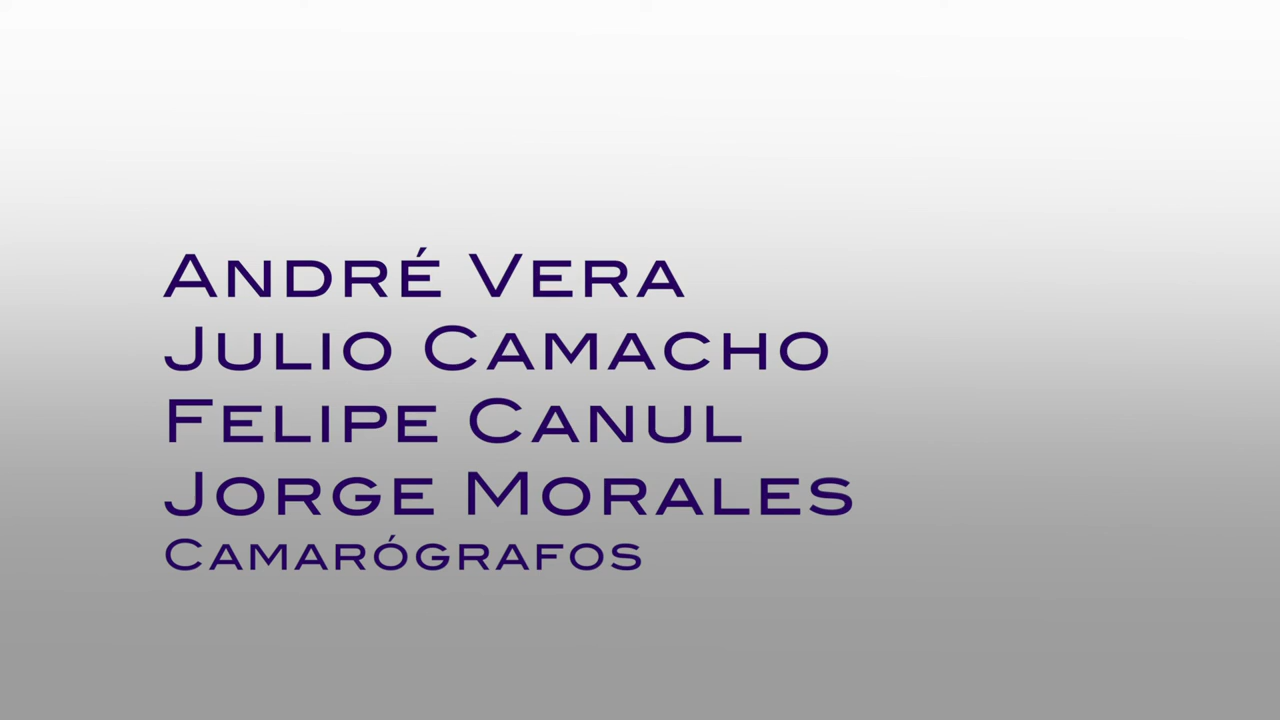 André Vera
Julio Camacho
Felipe Canul
Jorge Morales
Camarógrafos